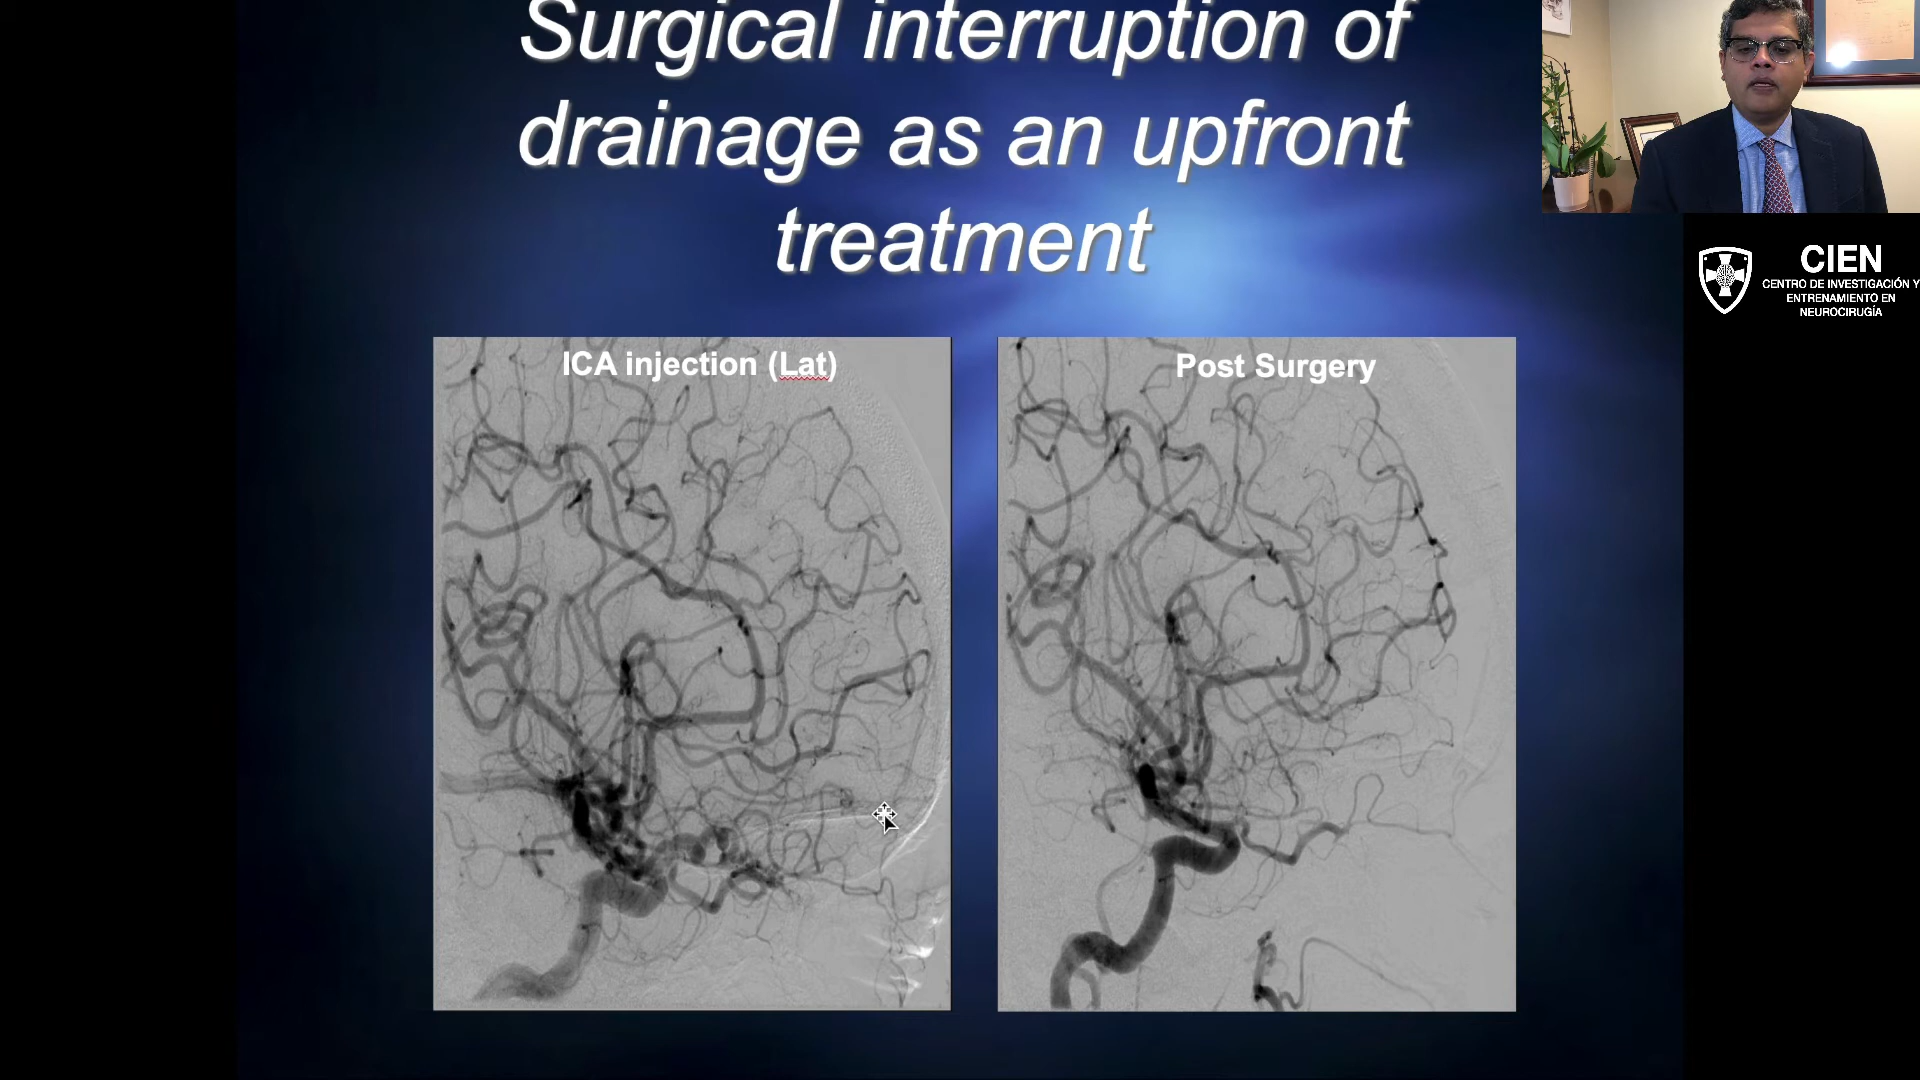 Surgical interruption of
drainage as an upfront
treatment
ICA injection (Lat)
Post Surgery
CIEN
CENTRO DE INVESTIGACIÓN Y
ENTRENAMIENTO EN
NEUROCIRUGÍA